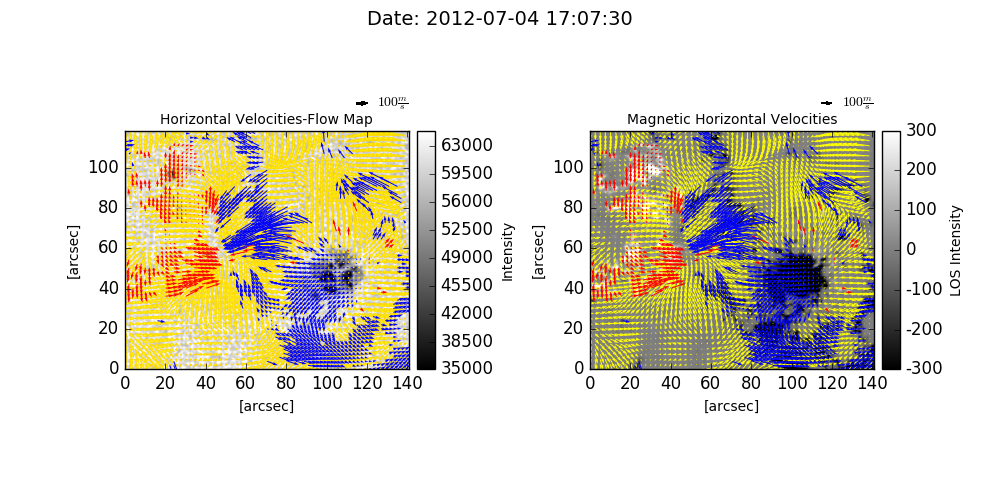 Date: 2012-07-04 17:07:30
100 m/s
100 m/s
Horizontal Velocities-Flow Map
Magnetic Horizontal Velocities
100
80
60
40
20
0
0 20 40 60 80 100 120 140
[arcsec]
[arcsec]
63000
59500
56000
52500
49000
45500
42000
38500
35000
Intensity
100
80
60
40
20
0
0 20 40 60 80 100 120 140
[arcsec]
[arcsec]
300
200
100
0
-100
-200
-300
LOS Intensity